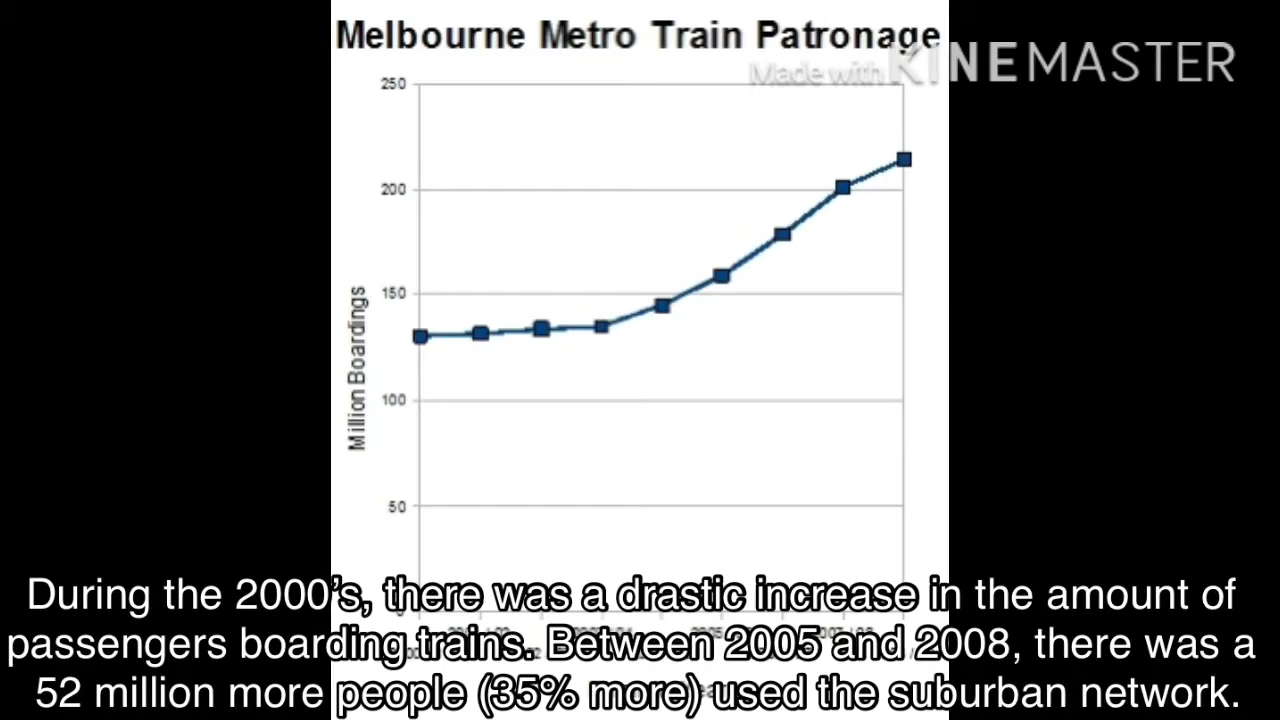 Melbourne Metro Train Patronage
Made with KINEMASTER
250
200
150
100
50
Million Boardings
During the 2000's, there was a drastic increase in the amount of
passengers boarding trains. Between 2005 and 2008, there was a
52 million more people (35% more) used the suburban network.